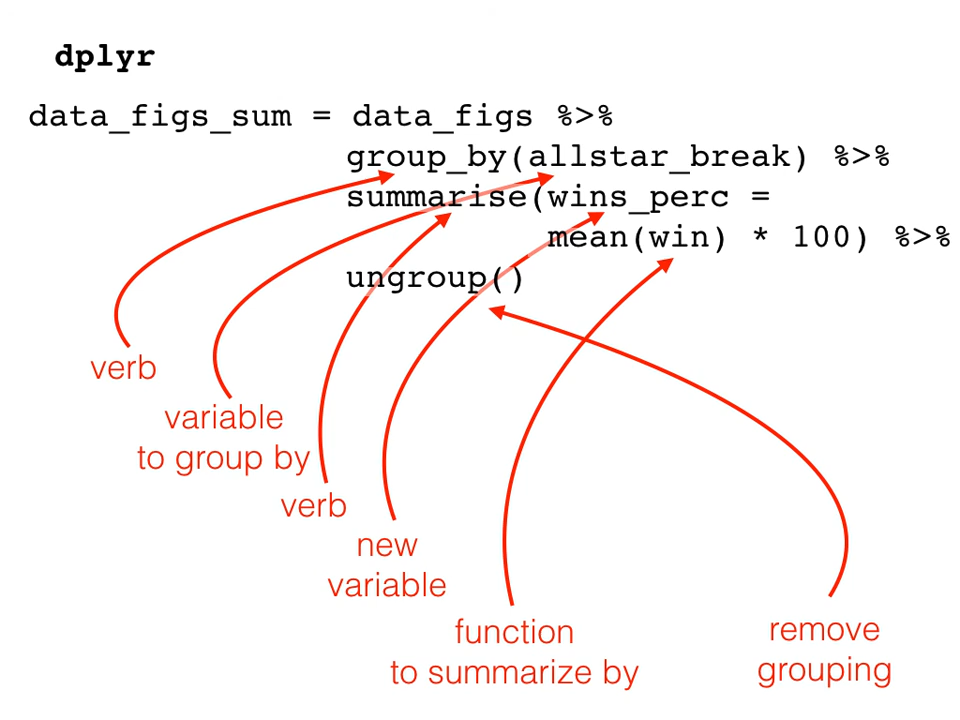 dplyr
data_figs_sum = data_figs %>%
group_by(allstar_break) %>%
summarise(wins_perc =
mean(win) * 100) %>%
ungroup()
verb
variable
to group by
verb
new
variable
function
to summarize by
remove
grouping